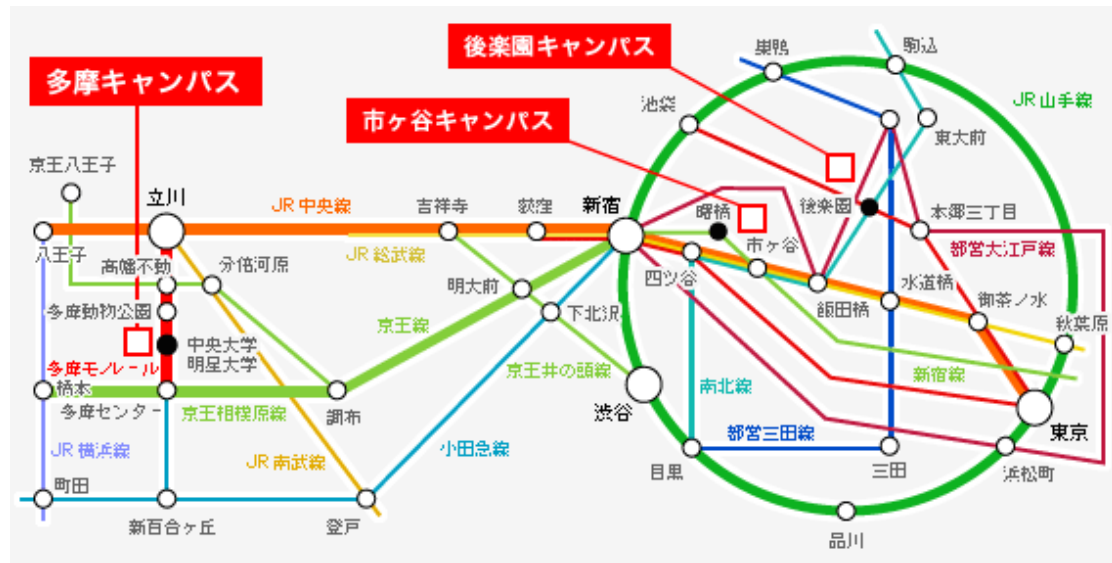 後楽園キャンパス
多摩キャンパス
市ヶ谷キャンパス
巣鴨
駒込
池袋
JR山手線
東大前
京王八王子
立川
JR中央線
吉祥寺
荻窪
新宿
曙橋
後楽園
本郷三丁目
八王子
高幡不動
分倍河原
JR総武線
明大前
四ツ谷
市ヶ谷
都営大江戸線
飯田橋
水道橋
御茶ノ水
秋葉原
多摩動物公園
中央大学
明星大学
京王線
下北沢
多摩モノレール
京王井の頭線
南北線
新宿線
橋本
多摩センター
京王相模原線
調布
渋谷
東京
JR横浜線
JR南武線
小田急線
都営三田線
目黒
三田
浜松町
町田
新百合ヶ丘
登戸
品川